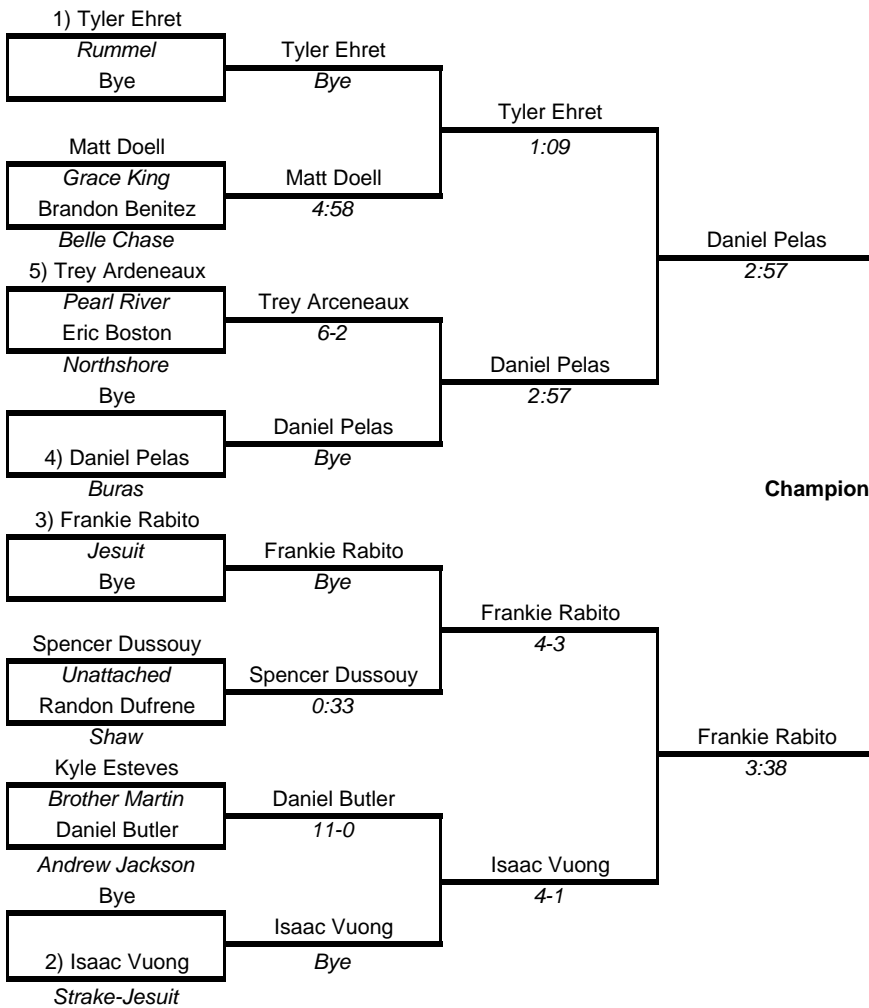 1) Tyler Ehret
Rummel
Bye
Tyler Ehret
Bye
Tyler Ehret
1:09
Matt Doell
Grace King
Brandon Benitez
Belle Chase
Matt Doell
4:58
Daniel Pelas
2:57
5) Trey Ardeneaux
Pearl River
Eric Boston
Northshore
Trey Arceneaux
6-2
Daniel Pelas
2:57
Bye
4) Daniel Pelas
Buras
Daniel Pelas
Bye
Champion
3) Frankie Rabito
Jesuit
Bye
Frankie Rabito
Bye
Frankie Rabito
4-3
Spencer Dussouy
Unattached
Randon Dufrene
Shaw
Spencer Dussouy
0:33
Frankie Rabito
3:38
Kyle Esteves
Brother Martin
Daniel Butler
Andrew Jackson
Daniel Butler
11-0
Isaac Vuong
4-1
Bye
2) Isaac Vuong
Strake-Jesuit
Isaac Vuong
Bye